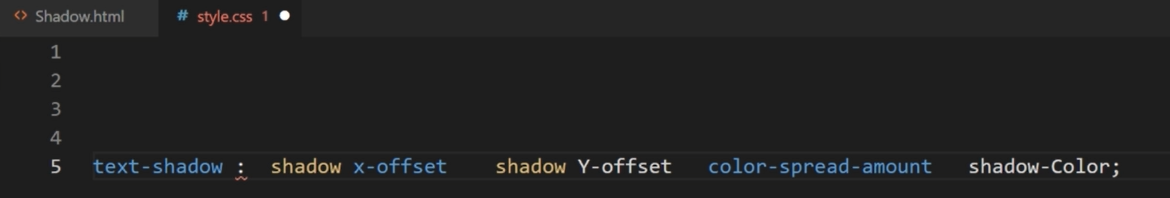 <> Shadow.html # style.css 1
1
2
3
4
5 text-shadow : shadow x-offset shadow Y-offset color-spread-amount shadow-Color;